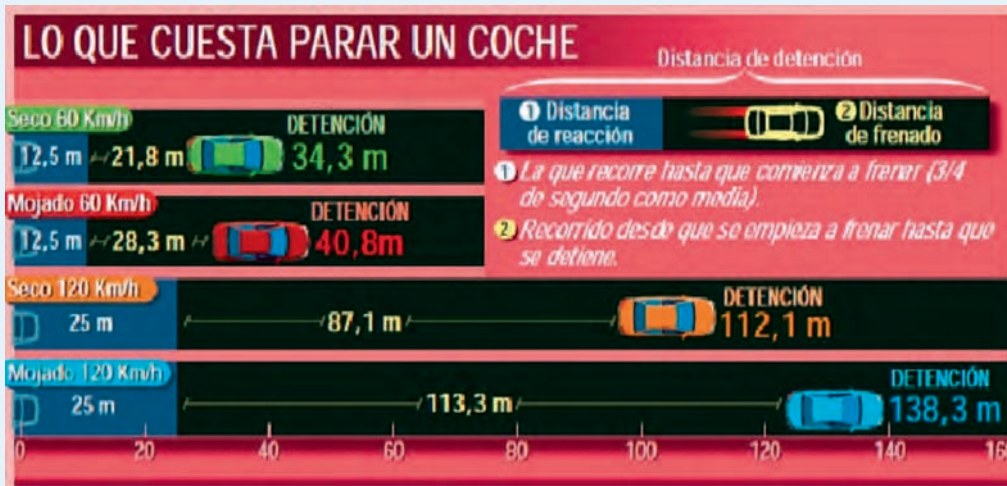 LO QUE CUESTA PARAR UN COCHE
Distancia de detención
1 Distancia
de reacción
2 Distancia
de frenado
1 La que recorre hasta que comienza a frenar (3/4
de segundo como media).
2 Recorrido desde que se empieza a frenar hasta que
se detiene.
Seco 60 Km/h
12,5 m
21,8 m
DETENCIÓN
34,3 m
Mojado 60 Km/h
12,5 m
28,3 m
DETENCIÓN
40,8m
Seco 120 Km/h
25 m
87,1 m
DETENCIÓN
112,1 m
Mojado 120 Km/h
25 m
113,3 m
DETENCIÓN
138,3 m
0 20 40 60 80 100 120 140